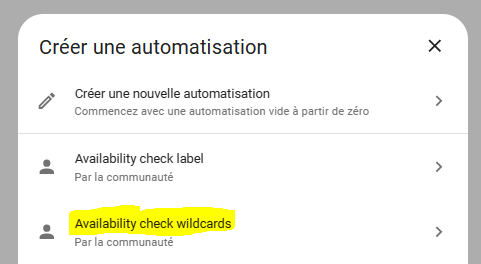 Créer une automatisation
Créer une nouvelle automatisation
Commencez avec une automatisation vide à partir de zéro
Availability check label
Par la communauté
Availability check wildcards
Par la communauté